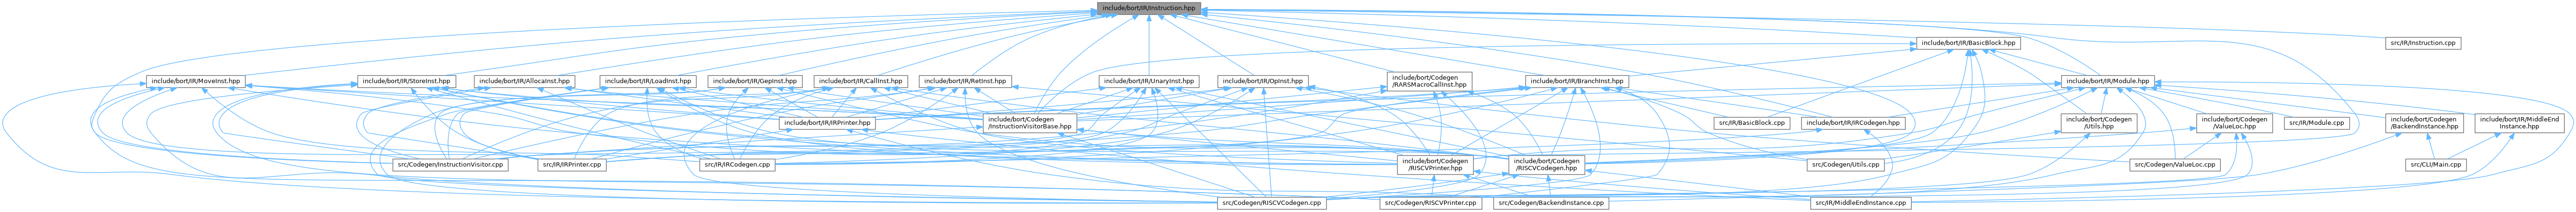 include/bort/IR/Instruction.hpp
include/bort/IR/BasicBlock.hpp
src/IR/Instruction.cpp
include/bort/IR/MoveInst.hpp
include/bort/IR/StoreInst.hpp
include/bort/IR/AllocaInst.hpp
include/bort/IR/LoadInst.hpp
include/bort/IR/GepInst.hpp
include/bort/IR/CallInst.hpp
include/bort/IR/RetInst.hpp
include/bort/IR/UnaryInst.hpp
include/bort/IR/OpInst.hpp
include/bort/Codegen
/RARSMacroCallInst.hpp
include/bort/IR/BranchInst.hpp
include/bort/IR/Module.hpp
include/bort/IR/IRPrinter.hpp
include/bort/Codegen
/InstructionVisitorBase.hpp
include/bort/IR/IRCodegen.hpp
src/IR/BasicBlock.cpp
include/bort/Codegen
/Utils.hpp
include/bort/Codegen
/ValueLoc.hpp
src/IR/Module.cpp
include/bort/Codegen
/BackendInstance.hpp
include/bort/IR/MiddleEnd
Instance.hpp
src/Codegen/InstructionVisitor.cpp
src/IR/IRPrinter.cpp
src/IR/IRCodegen.cpp
include/bort/Codegen
/RISCVPrinter.hpp
include/bort/Codegen
/RISCVCodegen.hpp
src/Codegen/Utils.cpp
src/Codegen/ValueLoc.cpp
src/CLI/Main.cpp
src/Codegen/RISCVCodegen.cpp
src/Codegen/RISCVPrinter.cpp
src/Codegen/BackendInstance.cpp
src/IR/MiddleEndInstance.cpp